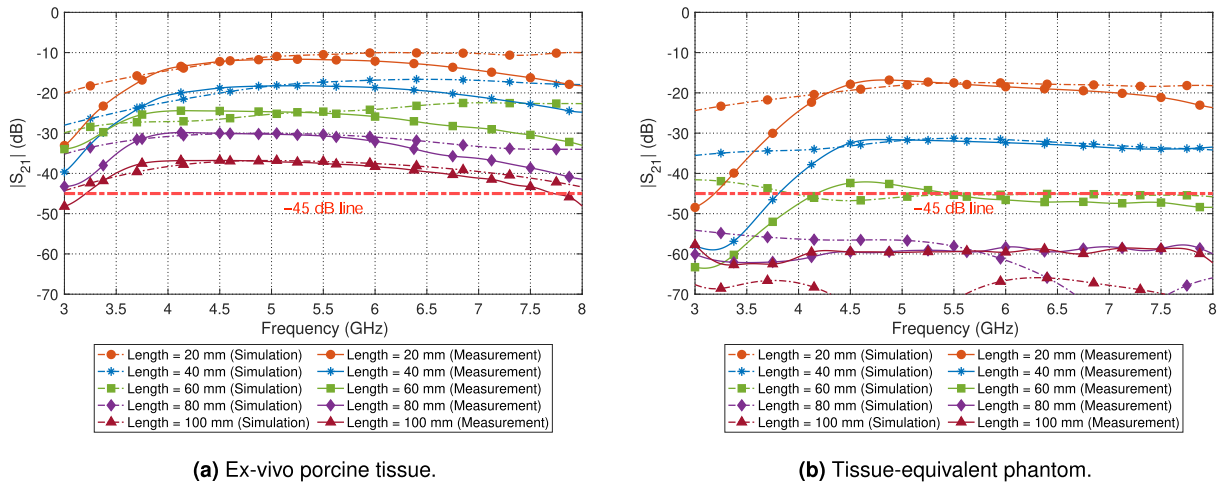 0
-10
-20
-30
-40
-50
-60
-70
|S21| (dB)
−45 dB line
3 3.5 4 4.5 5 5.5 6 6.5 7 7.5 8
Frequency (GHz)
Length = 20 mm (Simulation) Length = 20 mm (Measurement)
Length = 40 mm (Simulation) Length = 40 mm (Measurement)
Length = 60 mm (Simulation) Length = 60 mm (Measurement)
Length = 80 mm (Simulation) Length = 80 mm (Measurement)
Length = 100 mm (Simulation) Length = 100 mm (Measurement)
(a) Ex-vivo porcine tissue.
0
-10
-20
-30
-40
-50
-60
-70
|S21| (dB)
−45 dB line
3 3.5 4 4.5 5 5.5 6 6.5 7 7.5 8
Frequency (GHz)
Length = 20 mm (Simulation) Length = 20 mm (Measurement)
Length = 40 mm (Simulation) Length = 40 mm (Measurement)
Length = 60 mm (Simulation) Length = 60 mm (Measurement)
Length = 80 mm (Simulation) Length = 80 mm (Measurement)
Length = 100 mm (Simulation) Length = 100 mm (Measurement)
(b) Tissue-equivalent phantom.